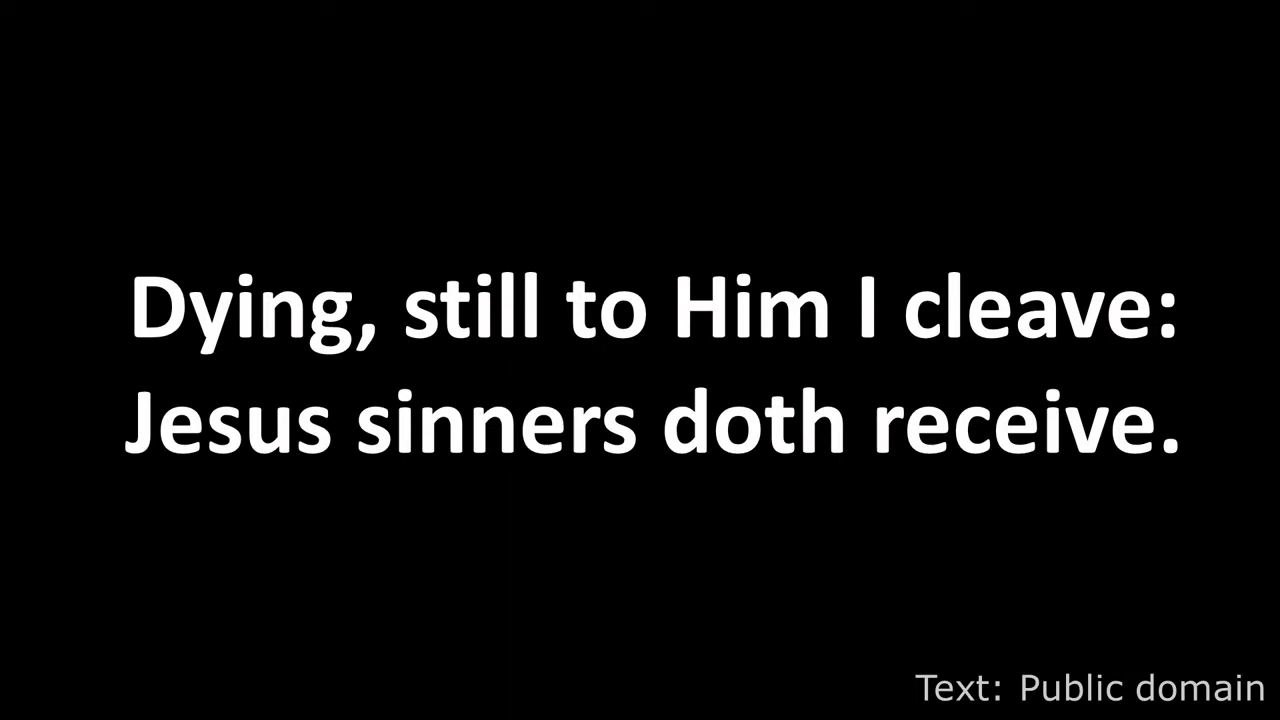 Dying, still to Him I cleave:
Jesus sinners doth receive.
Text: Public domain